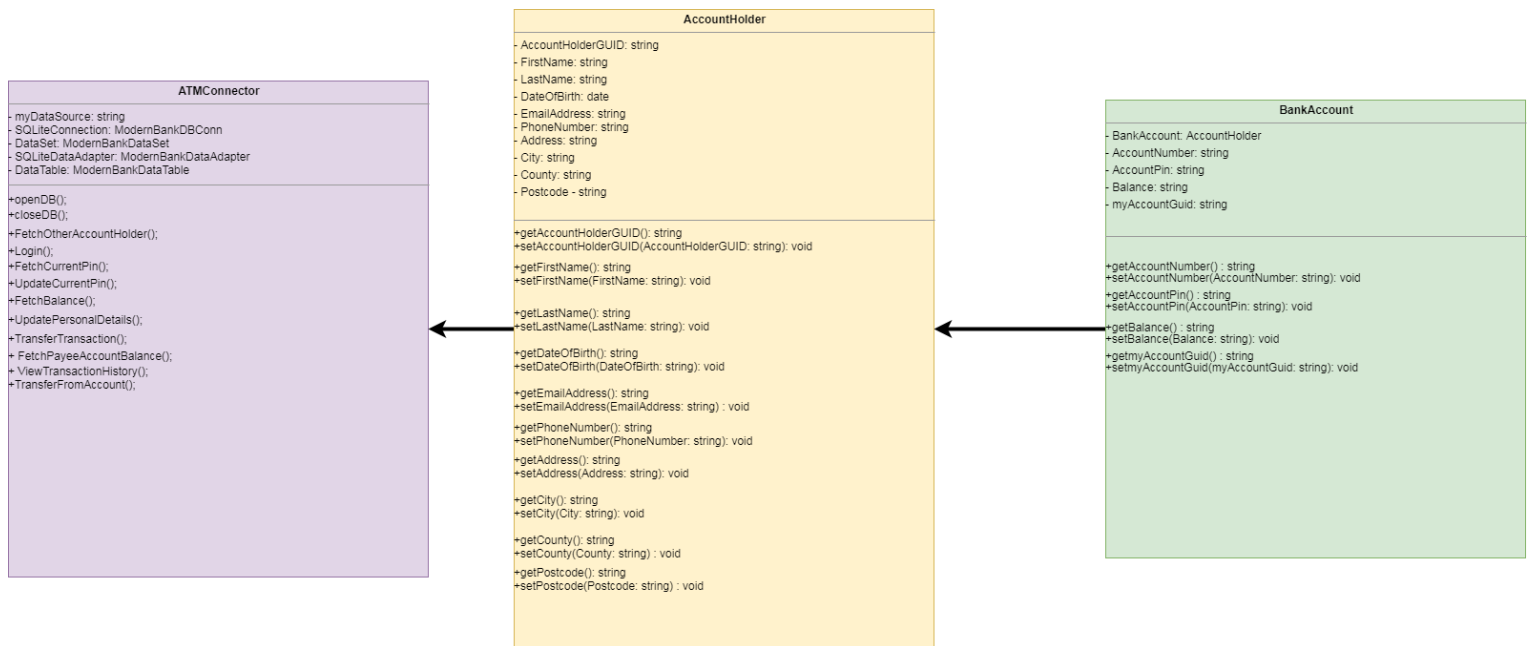 ATMConnector
- myDataSource: string
- SQLiteConnection: ModernBankDBConn
- DataSet: ModernBankDataSet
- SQLiteDataAdapter: ModernBankDataAdapter
- DataTable: ModernBankDataTable
+openDB();
+closeDB();
+FetchOtherAccountHolder();
+Login();
+FetchCurrentPin();
+UpdateCurrentPin();
+FetchBalance();
+UpdatePersonalDetails();
+TransferTransaction();
+ FetchPayeeAccountBalance();
+ ViewTransactionHistory();
+TransferFromAccount();
AccountHolder
- AccountHolderGUID: string
- FirstName: string
- LastName: string
- DateOfBirth: date
- EmailAddress: string
- PhoneNumber: string
- Address: string
- City: string
- County: string
- Postcode - string
+getAccountHolderGUID(): string
+setAccountHolderGUID(AccountHolderGUID: string): void
+getFirstName(): string
+setFirstName(FirstName: string): void
+getLastName(): string
+setLastName(LastName: string): void
+getDateOfBirth(): string
+setDateOfBirth(DateOfBirth: string): void
+getEmailAddress(): string
+setEmailAddress(EmailAddress: string) : void
+getPhoneNumber(): string
+setPhoneNumber(PhoneNumber: string): void
+getAddress(): string
+setAddress(Address: string): void
+getCity(): string
+setCity(City: string): void
+getCounty(): string
+setCounty(County: string) : void
+getPostcode(): string
+setPostcode(Postcode: string) : void
BankAccount
- BankAccount: AccountHolder
- AccountNumber: string
- AccountPin: string
- Balance: string
- myAccountGuid: string
+getAccountNumber() : string
+setAccountNumber(AccountNumber: string): void
+getAccountPin() : string
+setAccountPin(AccountPin: string): void
+getBalance() : string
+setBalance(Balance: string): void
+getmyAccountGuid() : string
+setmyAccountGuid(myAccountGuid: string): void